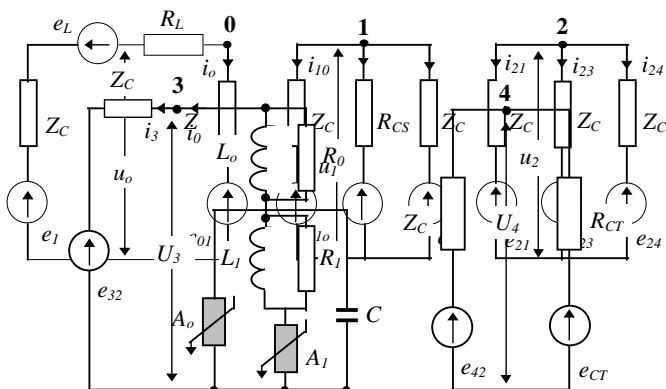 0 1 2
e_L R_L
i_o i_10 i_21 i_23 i_24
Z_C 3 4
Z_C i_3 i_0 L_o Z_C R_CS Z_C Z_C Z_C Z_C
u_o R_0 u_1 u_2
e_1 Z_C U_4 R_CT
U_3 L_1 R_1 e_21 e_24
e_32
A_o A_1 C
e_42 e_CT